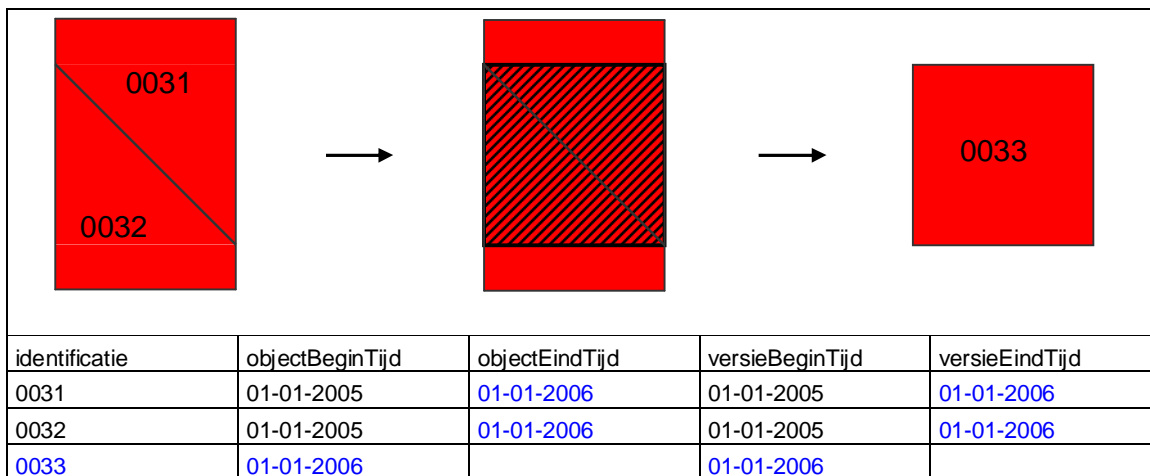 0031
0032
0033
identificatie objectBeginTijd objectEindTijd versieBeginTijd versieEindTijd
0031 01-01-2005 01-01-2006 01-01-2005 01-01-2006
0032 01-01-2005 01-01-2006 01-01-2005 01-01-2006
0033 01-01-2006 01-01-2006